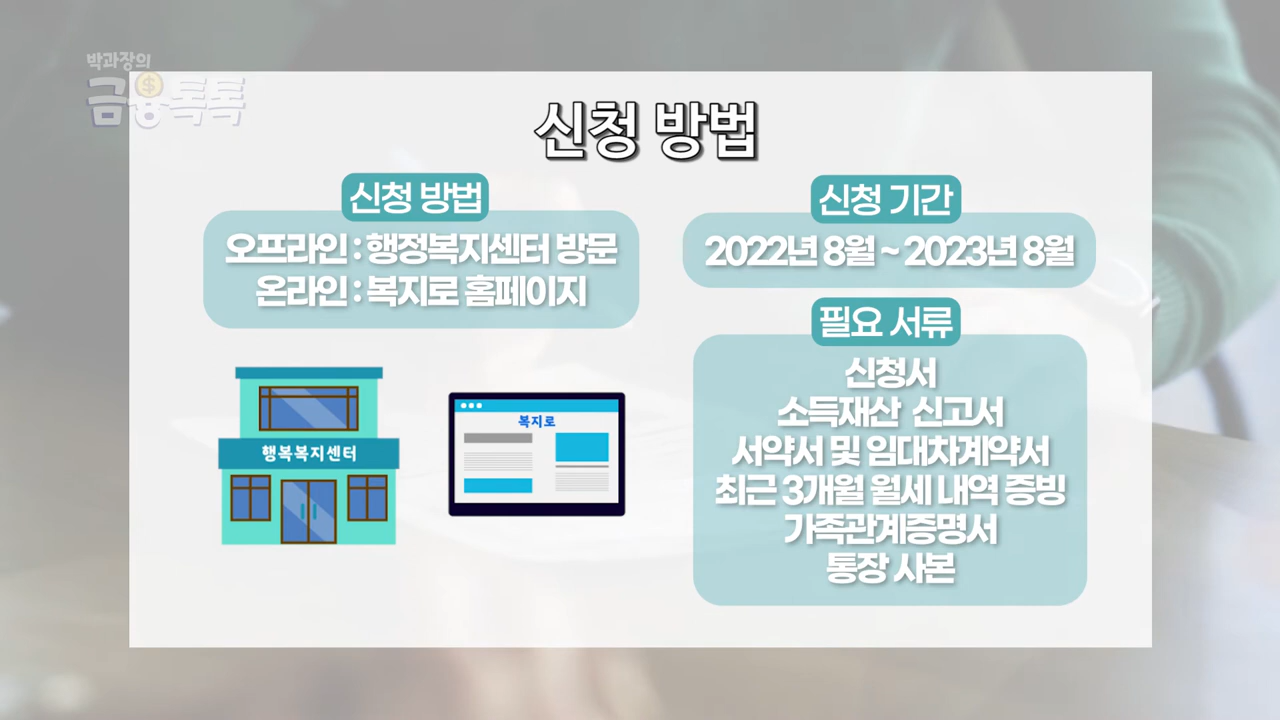 박과장의
금융톡톡
신청 방법
신청 방법
오프라인 : 행정복지센터 방문
온라인 : 복지로 홈페이지
행복복지센터
복지로
신청 기간
2022년 8월 ~ 2023년 8월
필요 서류
신청서
소득재산 신고서
서약서 및 임대차계약서
최근 3개월 월세 내역 증빙
가족관계증명서
통장 사본